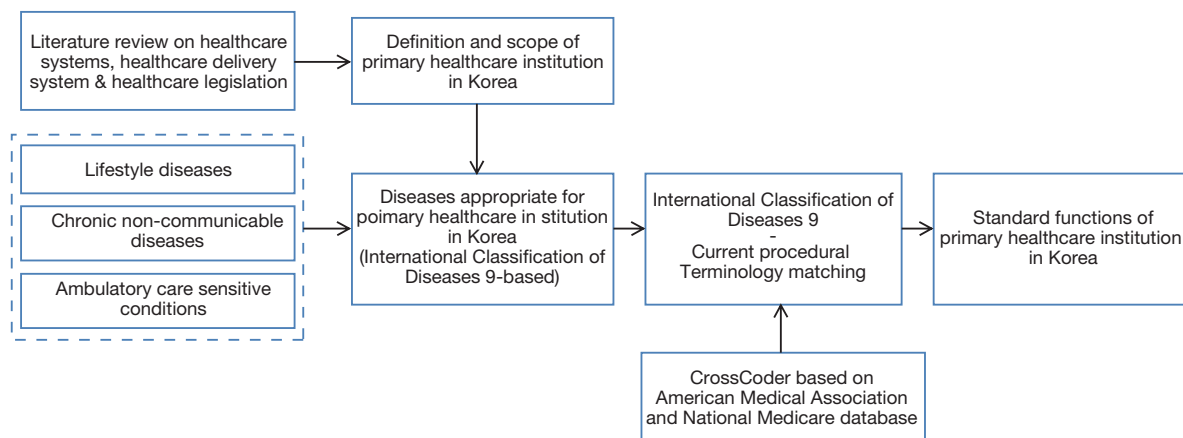 Literature review on healthcare
systems, healthcare delivery
system & healthcare legislation
Definition and scope of
primary healthcare institution
in Korea
Lifestyle diseases
Chronic non-communicable
diseases
Ambulatory care sensitive
conditions
Diseases appropriate for
poimary healthcare in stitution
in Korea
(International Classification of
Diseases 9-based)
International Classification of
Diseases 9
-
Current procedural
Terminology matching
Standard functions of
primary healthcare institution
in Korea
CrossCoder based on
American Medical Association
and National Medicare database